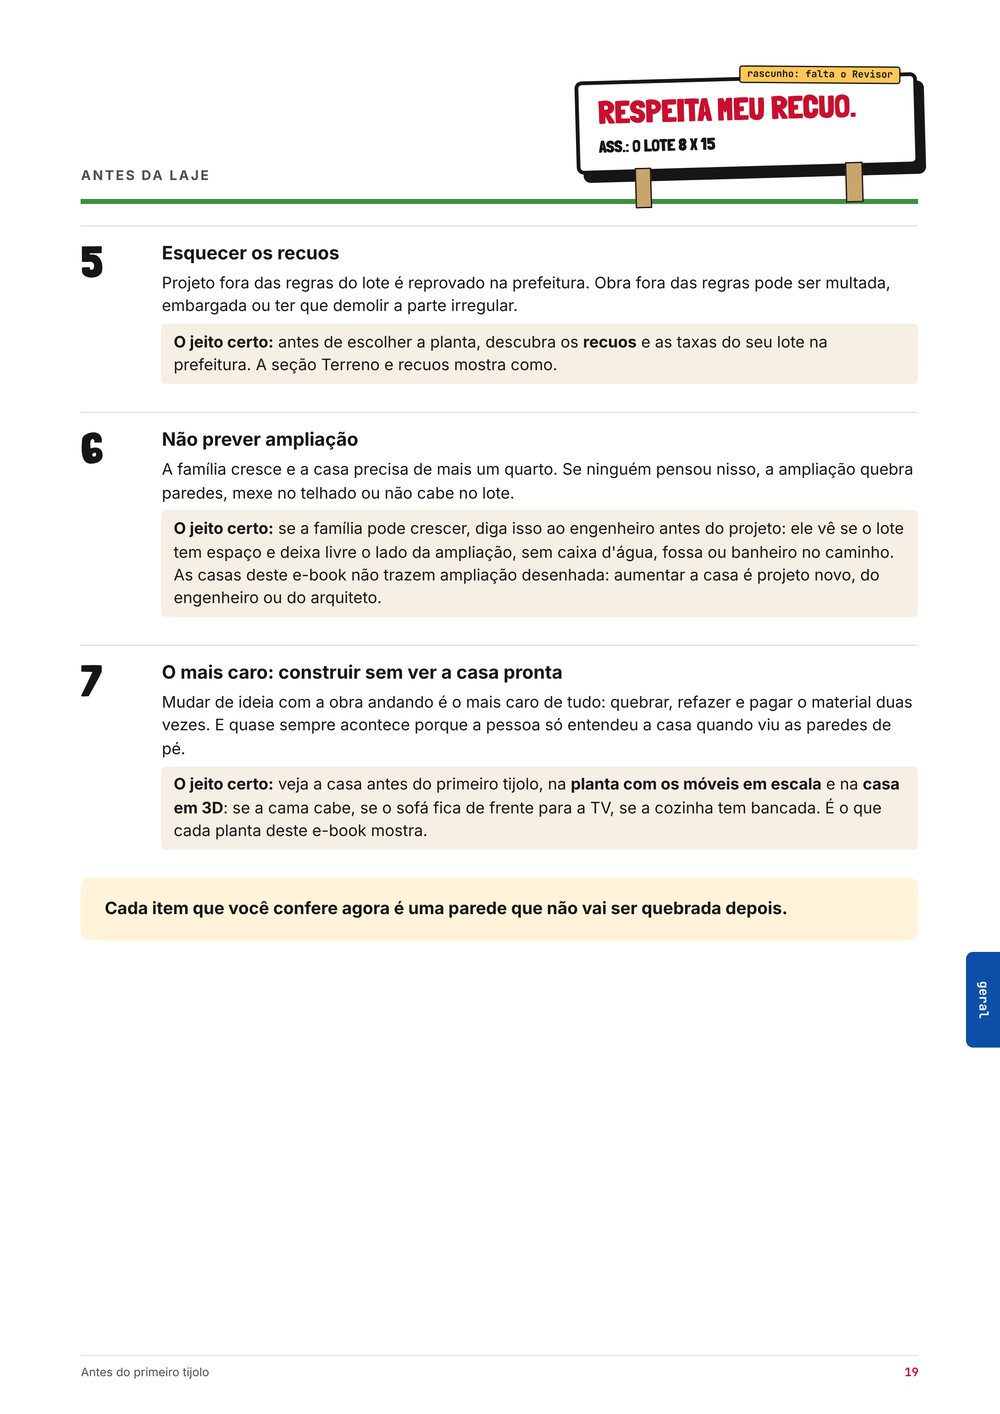 rascunho: falta o Revisor
RESPEITA MEU RECUO.
ASS.: O LOTE 8 X 15
ANTES DA LAJE
5
Esquecer os recuos
Projeto fora das regras do lote é reprovado na prefeitura. Obra fora das regras pode ser multada,
embargada ou ter que demolir a parte irregular.
O jeito certo: antes de escolher a planta, descubra os recuos e as taxas do seu lote na
prefeitura. A seção Terreno e recuos mostra como.
6
Não prever ampliação
A família cresce e a casa precisa de mais um quarto. Se ninguém pensou nisso, a ampliação quebra
paredes, mexe no telhado ou não cabe no lote.
O jeito certo: se a família pode crescer, diga isso ao engenheiro antes do projeto: ele vê se o lote
tem espaço e deixa livre o lado da ampliação, sem caixa d'água, fossa ou banheiro no caminho.
As casas deste e-book não trazem ampliação desenhada: aumentar a casa é projeto novo, do
engenheiro ou do arquiteto.
7
O mais caro: construir sem ver a casa pronta
Mudar de ideia com a obra andando é o mais caro de tudo: quebrar, refazer e pagar o material duas
vezes. E quase sempre acontece porque a pessoa só entendeu a casa quando viu as paredes de
pé.
O jeito certo: veja a casa antes do primeiro tijolo, na planta com os móveis em escala e na casa
em 3D: se a cama cabe, se o sofá fica de frente para a TV, se a cozinha tem bancada. É o que
cada planta deste e-book mostra.
Cada item que você confere agora é uma parede que não vai ser quebrada depois.
geral
Antes do primeiro tijolo
19